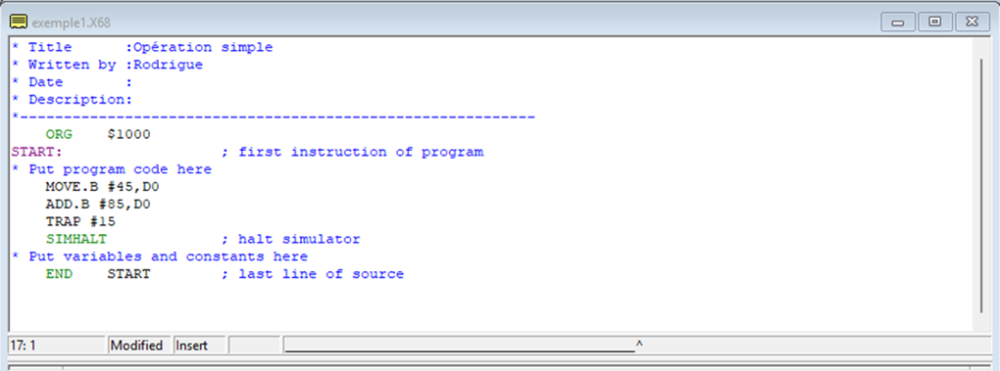 exemple1.X68
* Title      :Opération simple
* Written by :Rodrigue
* Date       :
* Description:
*-----------------------------------------------------------
    ORG    $1000
START:                  ; first instruction of program
* Put program code here
    MOVE.B #45,D0
    ADD.B #85,D0
    TRAP #15
    SIMHALT             ; halt simulator
* Put variables and constants here
    END    START        ; last line of source
17: 1 Modified Insert ^